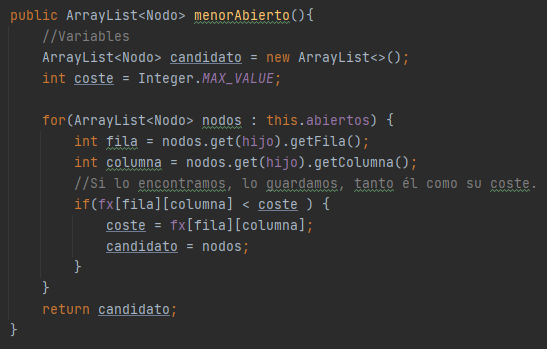 public ArrayList<Nodo> menorAbierto(){
    //Variables
    ArrayList<Nodo> candidato = new ArrayList<>();
    int coste = Integer.MAX_VALUE;

    for(ArrayList<Nodo> nodos : this.abiertos) {
        int fila = nodos.get(hijo).getFila();
        int columna = nodos.get(hijo).getColumna();
        //Si lo encontramos, lo guardamos, tanto él como su coste.
        if(fx[fila][columna] < coste ) {
            coste = fx[fila][columna];
            candidato = nodos;
        }
    }
    return candidato;
}